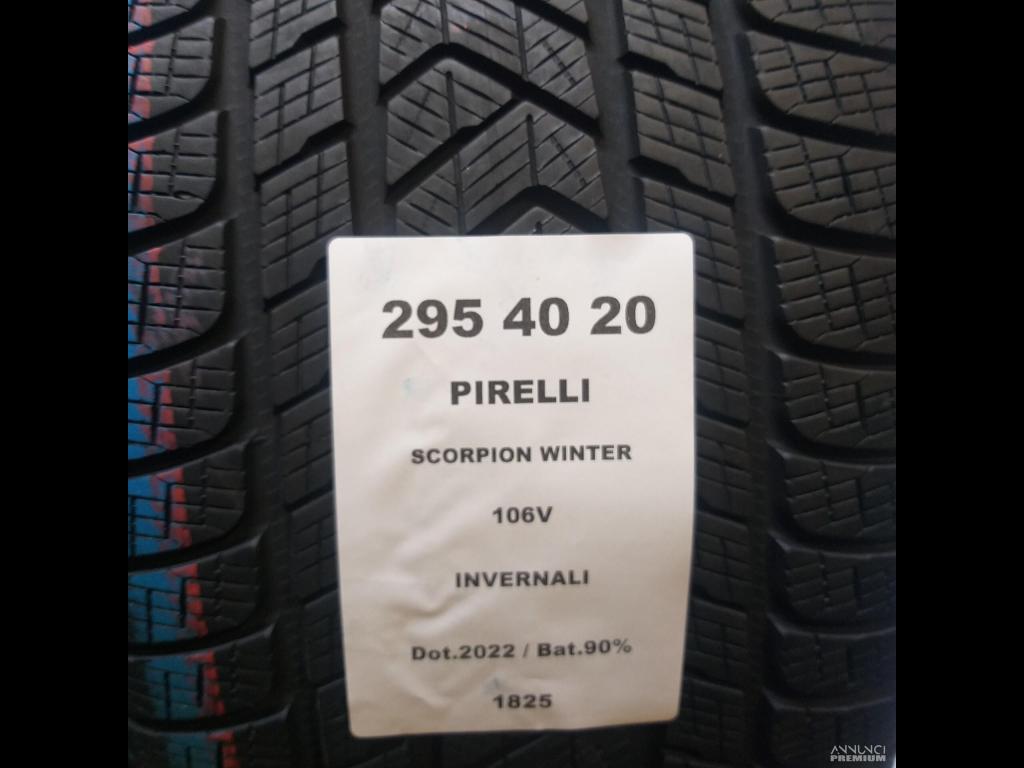 295 40 20
PIRELLI
SCORPION WINTER
106V
INVERNALI
Dot.2022 / Bat.90%
1825
ANNUNCI
PREMIUM